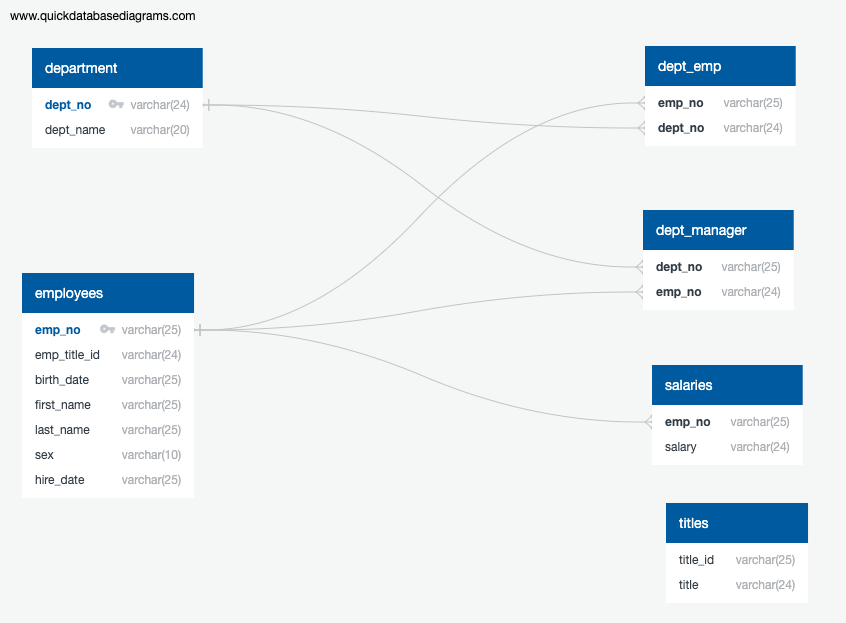 www.quickdatabasediagrams.com
department
dept_no varchar(24)
dept_name varchar(20)
employees
emp_no varchar(25)
emp_title_id varchar(24)
birth_date varchar(25)
first_name varchar(25)
last_name varchar(25)
sex varchar(10)
hire_date varchar(25)
dept_emp
emp_no varchar(25)
dept_no varchar(24)
dept_manager
dept_no varchar(25)
emp_no varchar(24)
salaries
emp_no varchar(25)
salary varchar(24)
titles
title_id varchar(25)
title varchar(24)